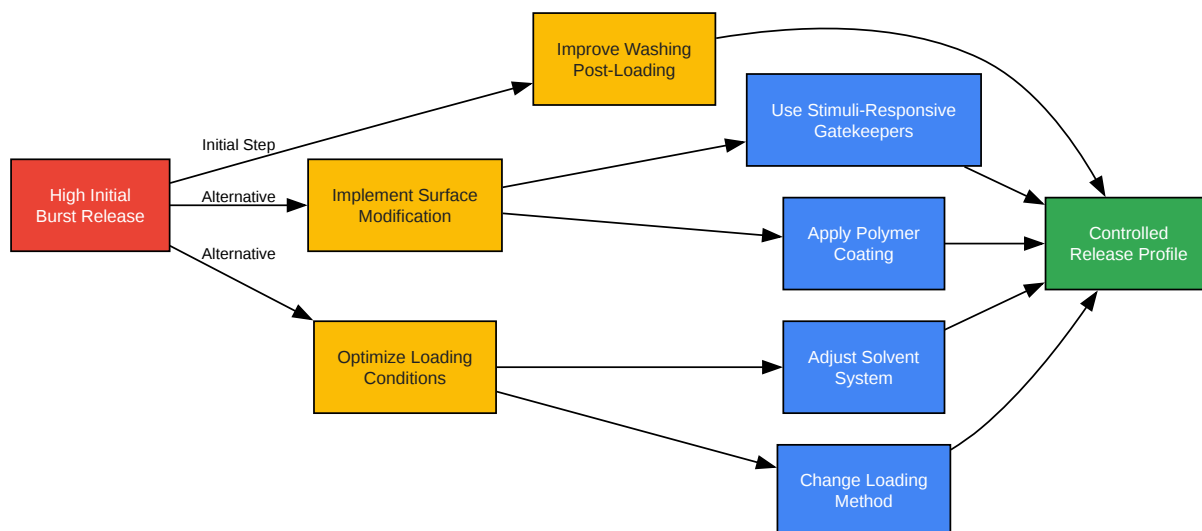 Improve Washing
Post-Loading
Use Stimuli-Responsive
Gatekeepers
Initial Step
High Initial
Burst Release
Alternative
Implement Surface
Modification
Apply Polymer
Coating
Controlled
Release Profile
Alternative
Optimize Loading
Conditions
Adjust Solvent
System
Change Loading
Method